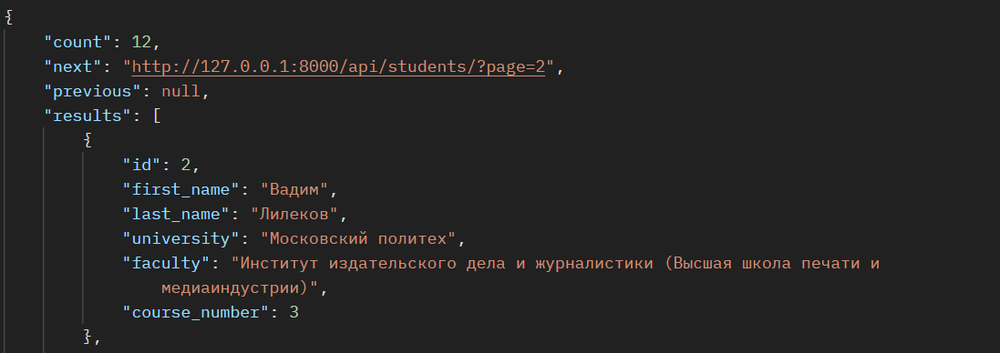 {
"count": 12,
"next": "http://127.0.0.1:8000/api/students/?page=2",
"previous": null,
"results": [
{
"id": 2,
"first_name": "Вадим",
"last_name": "Лилеков",
"university": "Московский политех",
"faculty": "Институт издательского дела и журналистики (Высшая школа печати и
медиаиндустрии)",
"course_number": 3
},